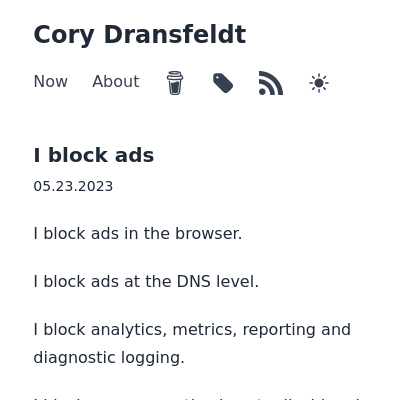 Cory Dransfeldt
Now About
I block ads
05.23.2023
I block ads in the browser.
I block ads at the DNS level.
I block analytics, metrics, reporting and
diagnostic logging.